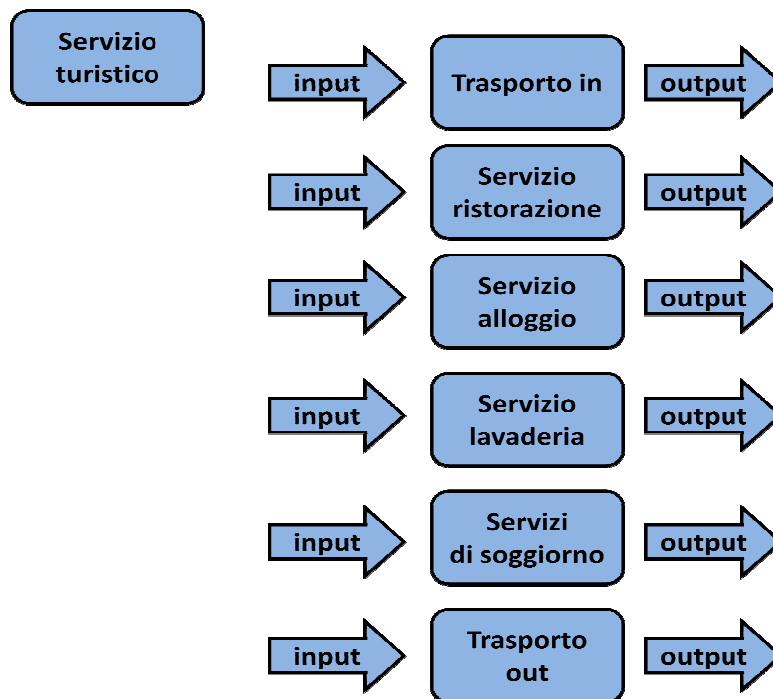 Servizio
turistico
input
Trasporto in
output
input
Servizio
ristorazione
output
input
Servizio
alloggio
output
input
Servizio
lavaderia
output
input
Servizi
di soggiorno
output
input
Trasporto
out
output